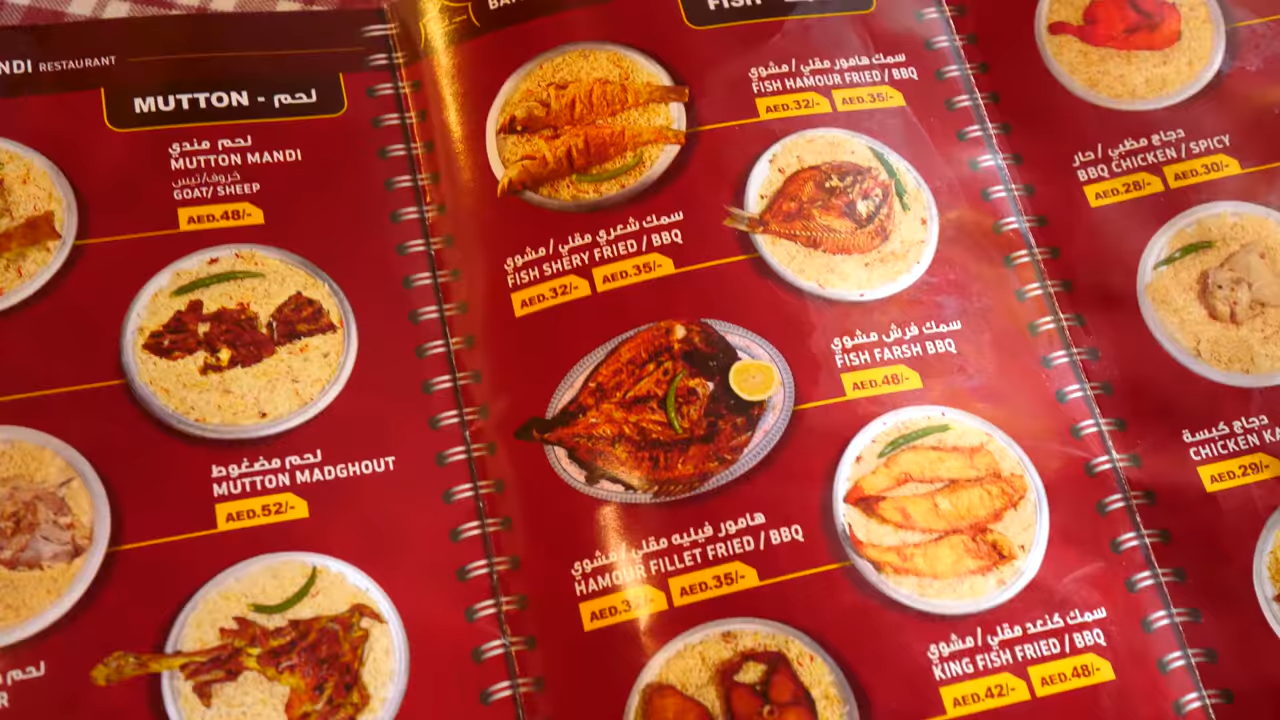 RESTAURANT
MUTTON - لحم
لحم مندي
MUTTON MANDI
خروف/تيس
GOAT/ SHEEP
AED.48/-
لحم مضغوط
MUTTON MADGHOUT
AED.52/-
لحم
FISH
سمك هامور مقلي / مشوي
FISH HAMOUR FRIED / BBQ
AED.32/- AED.35/-
سمك شعري مقلي / مشوي
FISH SHERY FRIED / BBQ
AED.32/- AED.35/-
سمك فرش مشوي
FISH FARSH BBQ
AED.48/-
هامور فيليه مقلي / مشوي
HAMOUR FILLET FRIED / BBQ
AED.35/-
سمك كنعد مقلي / مشوي
KING FISH FRIED / BBQ
AED.42/- AED.48/-
دجاج مظبي / حار
BBQ CHICKEN / SPICY
AED.28/- AED.30/-
دجاج كبسة
CHICKEN
AED.29/-